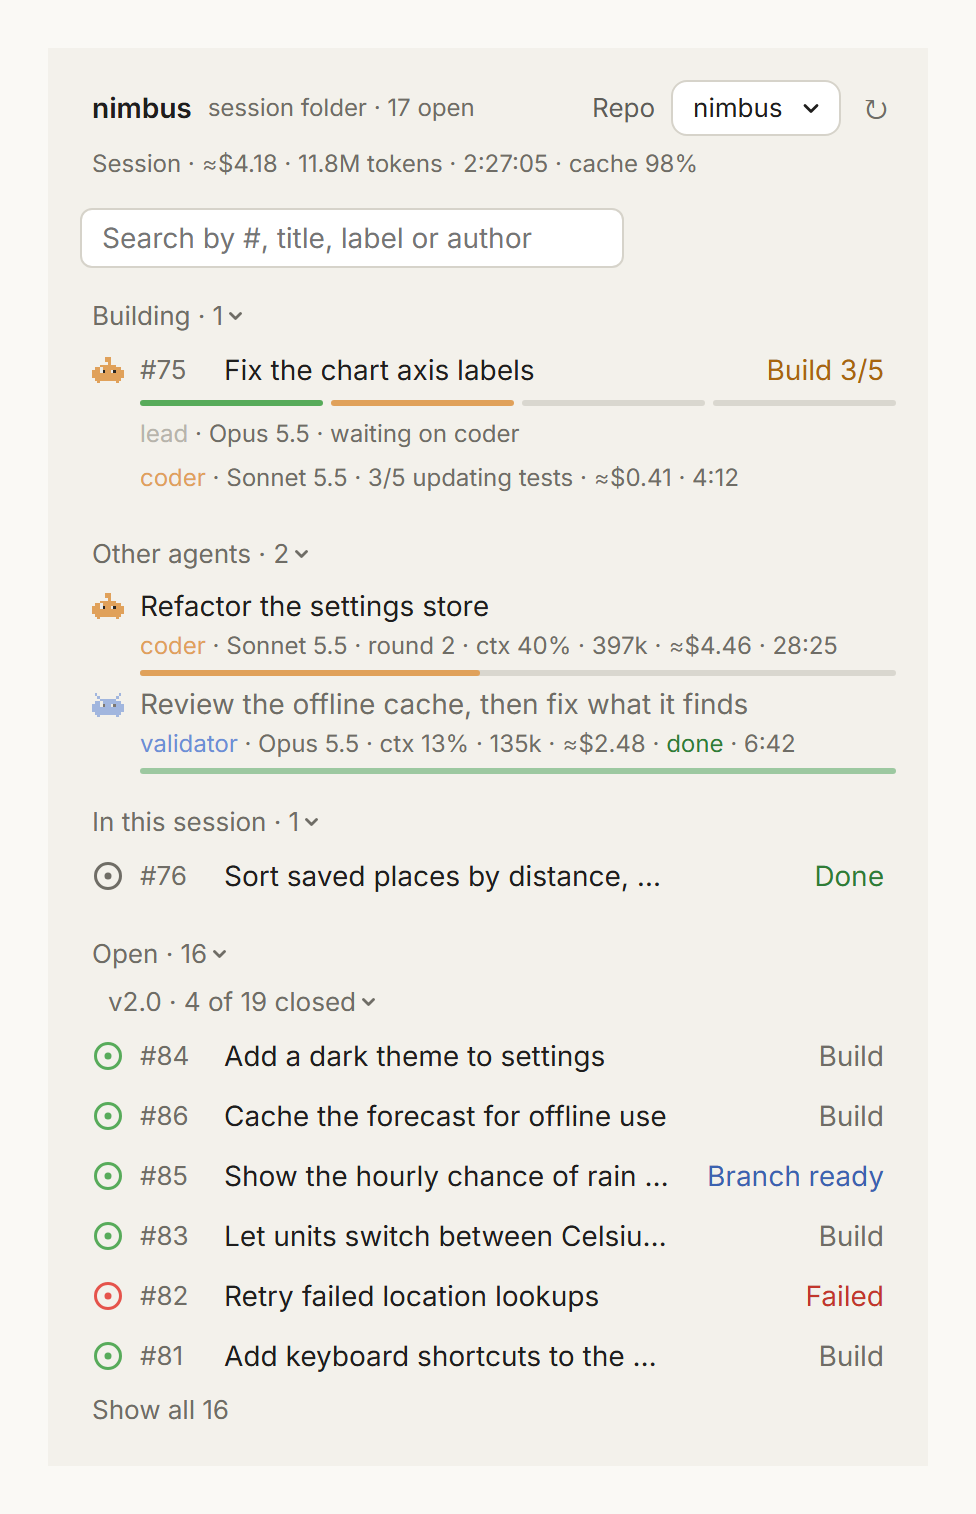 nimbus session folder · 17 open Repo nimbus
Session · ≈$4.18 · 11.8M tokens · 2:27:05 · cache 98%
Search by #, title, label or author
Building · 1
#75 Fix the chart axis labels Build 3/5
lead · Opus 5.5 · waiting on coder
coder · Sonnet 5.5 · 3/5 updating tests · ≈$0.41 · 4:12
Other agents · 2
Refactor the settings store
coder · Sonnet 5.5 · round 2 · ctx 40% · 397k · ≈$4.46 · 28:25
Review the offline cache, then fix what it finds
validator · Opus 5.5 · ctx 13% · 135k · ≈$2.48 · done · 6:42
In this session · 1
#76 Sort saved places by distance, ... Done
Open · 16
v2.0 · 4 of 19 closed
#84 Add a dark theme to settings Build
#86 Cache the forecast for offline use Build
#85 Show the hourly chance of rain ... Branch ready
#83 Let units switch between Celsiu... Build
#82 Retry failed location lookups Failed
#81 Add keyboard shortcuts to the ... Build
Show all 16